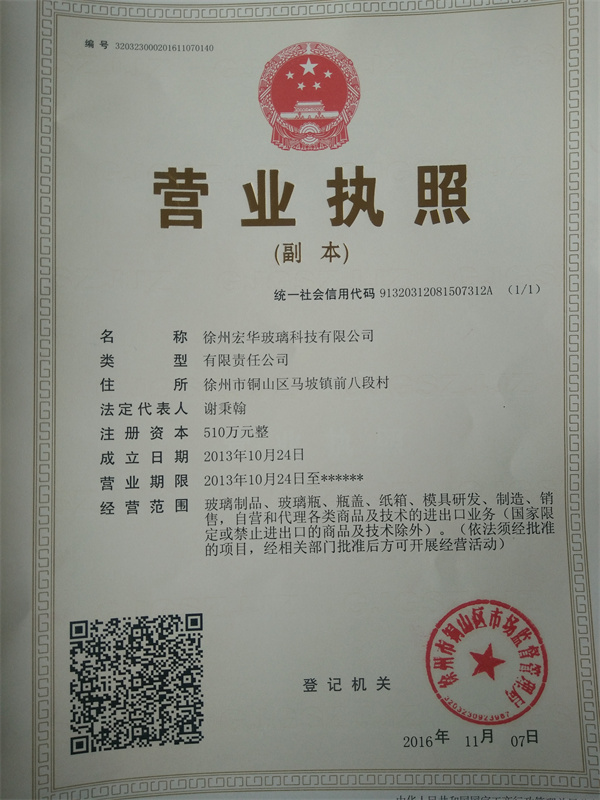 编 号 320323000201611070140
营业执照
(副 本)
统一社会信用代码 91320312081507312A (1/1)
名 称 徐州宏华玻璃科技有限公司
类 型 有限责任公司
住 所 徐州市铜山区马坡镇前八段村
法定代表人 谢秉翰
注册资本 510万元整
成立日期 2013年10月24日
营业期限 2013年10月24日至******
经营范围 玻璃制品、玻璃瓶、瓶盖、纸箱、模具研发、制造、销
售，自营和代理各类商品及技术的进出口业务（国家限
定或禁止进出口的商品及技术除外）。（依法须经批准
的项目，经相关部门批准后方可开展经营活动）
徐州市铜山区市场监督管理局
登记机关
2016年 11月 07日